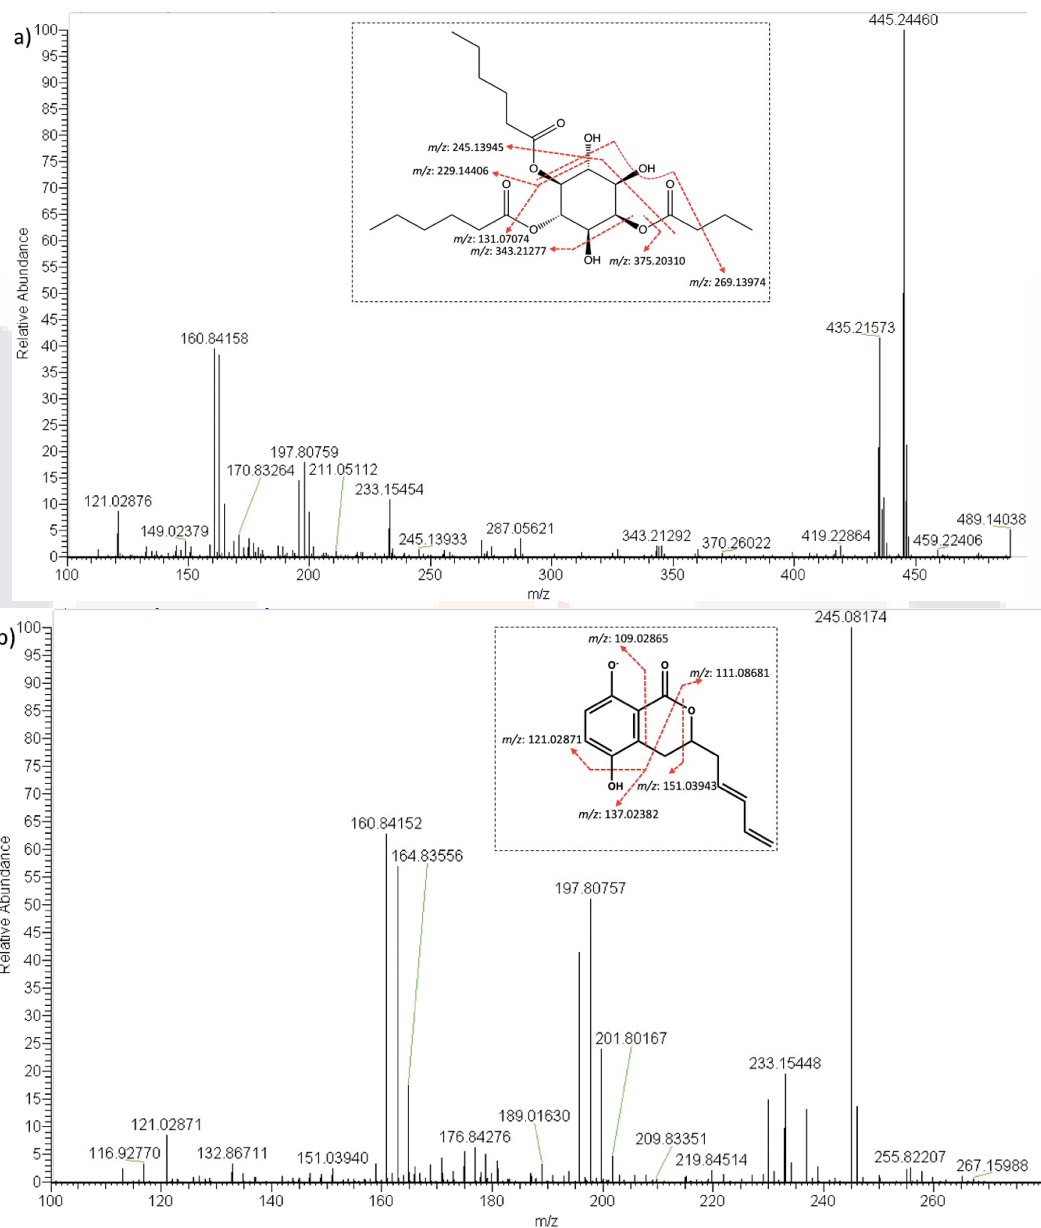 a)
445.24460
100
95
90
85
80
75
70
65
60
55
50
45
40
35
30
25
20
15
10
5
0
Relative Abundance
O
OH
m/z: 245.13945
m/z: 229.14406
O
OH
O
O
O
O
m/z: 131.07074
m/z: 343.21277
OH
m/z: 375.20310
m/z: 269.13974
160.84158
435.21573
197.80759
170.83264
211.05112
121.02876
233.15454
149.02379
245.13933
287.05621
343.21292
370.26022
419.22864
459.22406
489.14038
100 150 200 250 300 350 400 450
m/z
b)
245.08174
100
95
90
85
80
75
70
65
60
55
50
45
40
35
30
25
20
15
10
5
0
Relative Abundance
m/z: 109.02865
O-
O
m/z: 111.08681
O
m/z: 121.02871
OH
m/z: 151.03943
m/z: 137.02382
160.84152
164.83556
197.80757
201.80167
233.15448
189.01630
121.02871
176.84276
209.83351
116.92770
132.86711
151.03940
219.84514
255.82207
267.15988
100 120 140 160 180 200 220 240 260
m/z